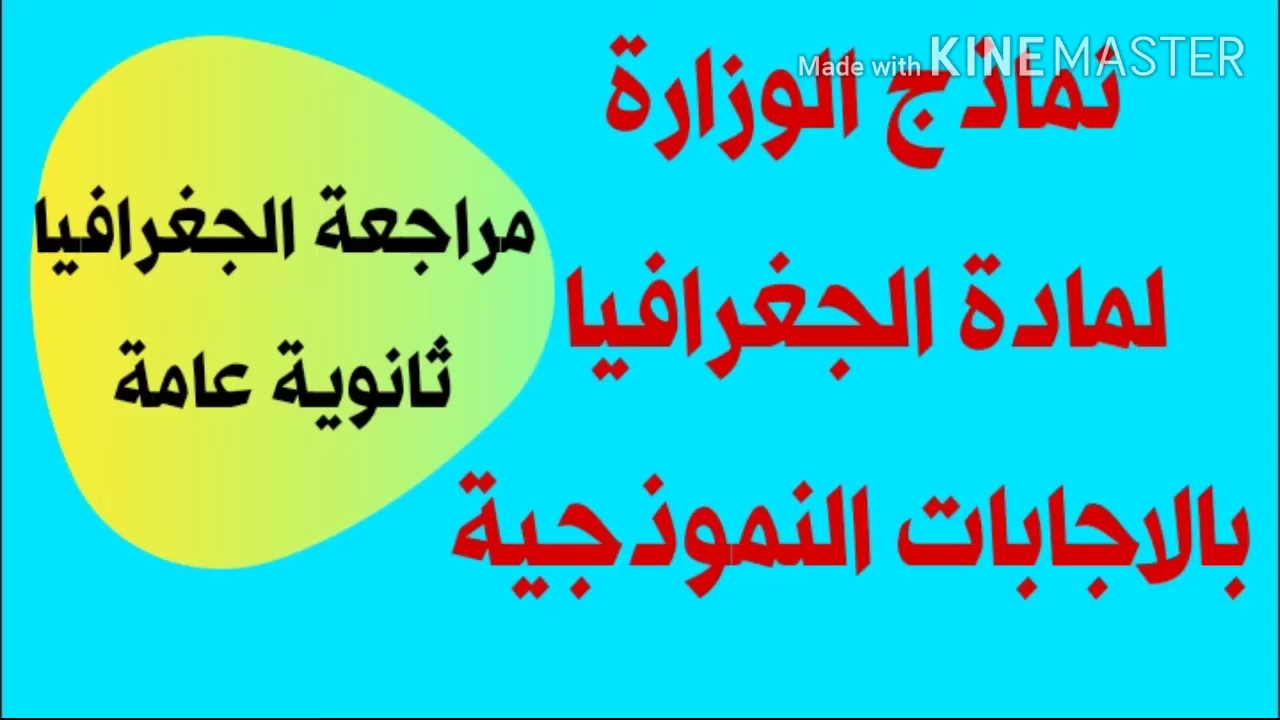 Made with KINEMASTER
نماذج الوزارة
لمادة الجغرافيا
بالاجابات النموذجية
مراجعة الجغرافيا
ثانوية عامة